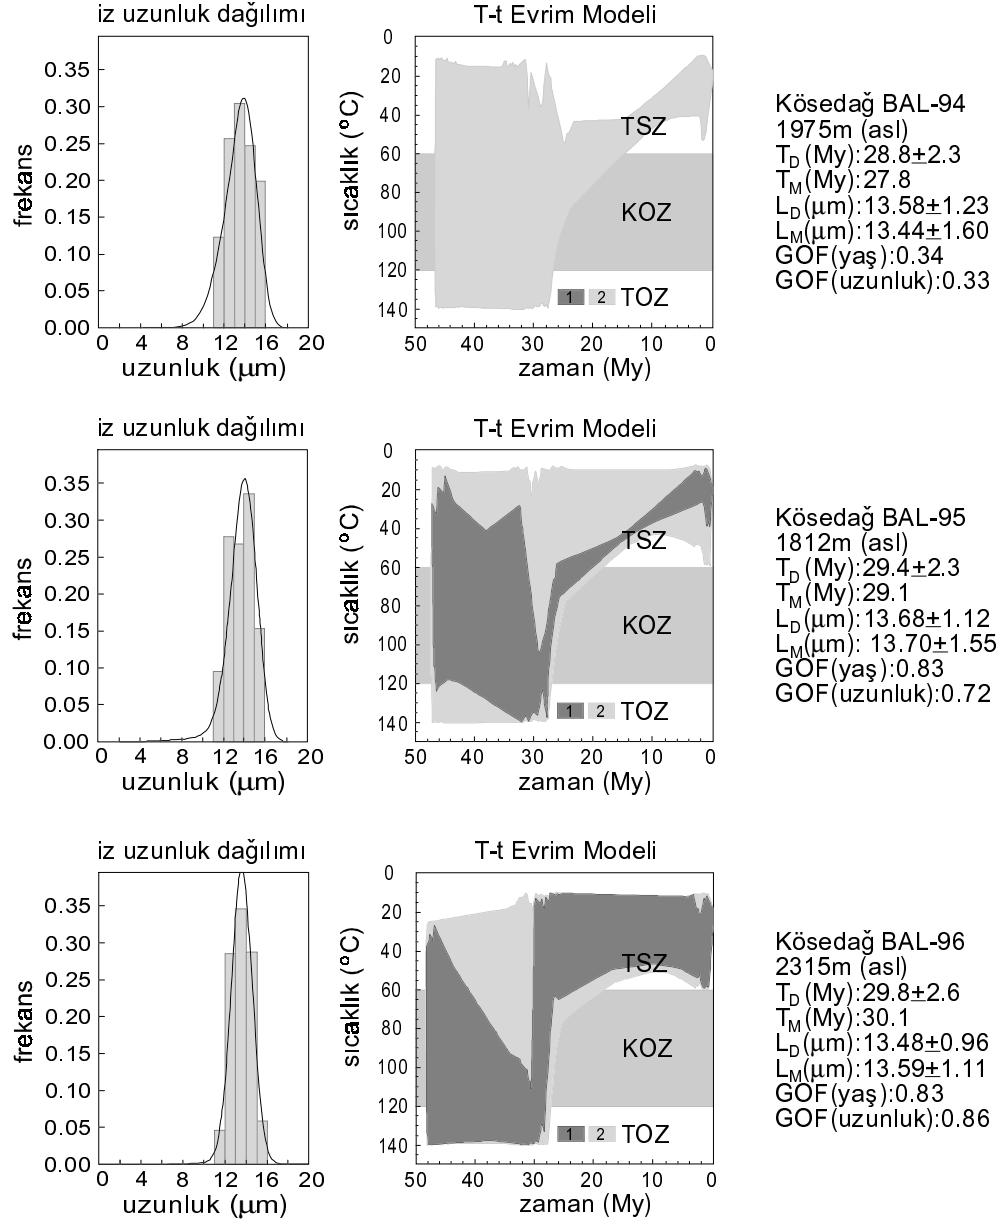 iz uzunluk dağılımı
0.35
0.30
0.25
0.20
0.15
0.10
0.05
0.00
0 4 8 12 16 20
uzunluk (μm)
frekans
T-t Evrim Modeli
0
20
40
60
80
100
120
140
50 40 30 20 10 0
zaman (My)
sıcaklık (°C)
TSZ
KOZ
1 2 TOZ
Kösedağ BAL-94
1975m (asl)
T_D (My):28.8±2.3
T_M (My):27.8
L_D (μm):13.58±1.23
L_M (μm):13.44±1.60
GOF(yaş):0.34
GOF(uzunluk):0.33
iz uzunluk dağılımı
0.35
0.30
0.25
0.20
0.15
0.10
0.05
0.00
0 4 8 12 16 20
uzunluk (μm)
frekans
T-t Evrim Modeli
0
20
40
60
80
100
120
140
50 40 30 20 10 0
zaman (My)
sıcaklık (°C)
TSZ
KOZ
1 2 TOZ
Kösedağ BAL-95
1812m (asl)
T_D (My):29.4±2.3
T_M (My):29.1
L_D (μm):13.68±1.12
L_M (μm): 13.70±1.55
GOF(yaş):0.83
GOF(uzunluk):0.72
iz uzunluk dağılımı
0.35
0.30
0.25
0.20
0.15
0.10
0.05
0.00
0 4 8 12 16 20
uzunluk (μm)
frekans
T-t Evrim Modeli
0
20
40
60
80
100
120
140
50 40 30 20 10 0
zaman (My)
sıcaklık (°C)
TSZ
KOZ
1 2 TOZ
Kösedağ BAL-96
2315m (asl)
T_D (My):29.8±2.6
T_M (My):30.1
L_D (μm):13.48±0.96
L_M (μm):13.59±1.11
GOF(yaş):0.83
GOF(uzunluk):0.86